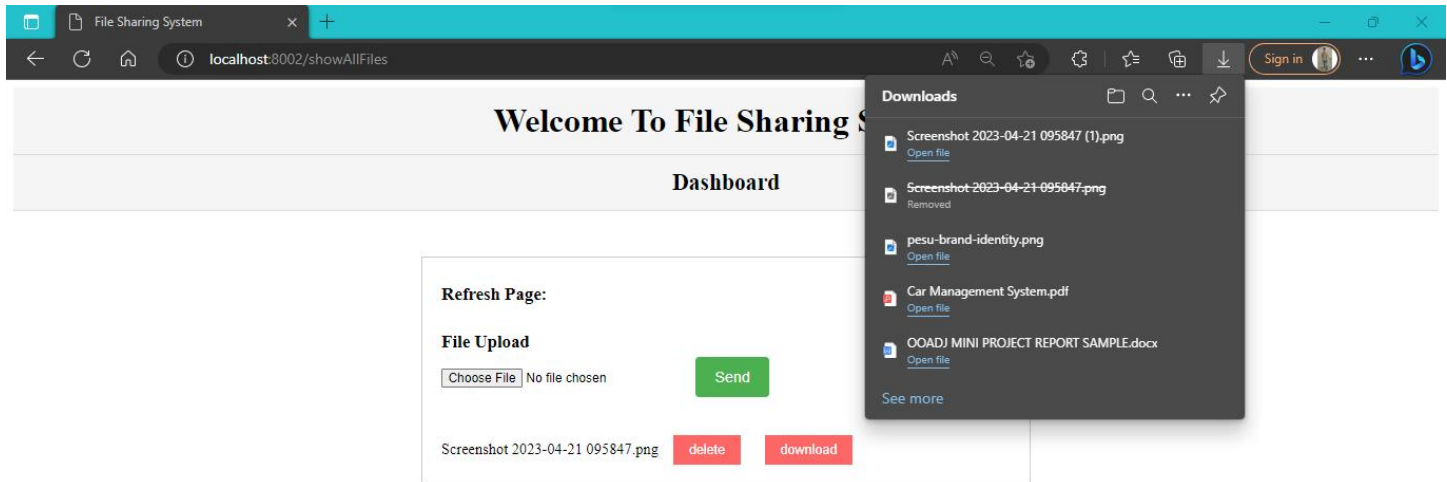 File Sharing System
localhost:8002/showAllFiles
Sign in
Welcome To File Sharing S
Dashboard
Refresh Page:
File Upload
Choose File No file chosen
Send
Screenshot 2023-04-21 095847.png delete download
Downloads
Screenshot 2023-04-21 095847 (1).png
Open file
Screenshot 2023-04-21 095847.png
Removed
pesu-brand-identity.png
Open file
Car Management System.pdf
Open file
OOADJ MINI PROJECT REPORT SAMPLE.docx
Open file
See more